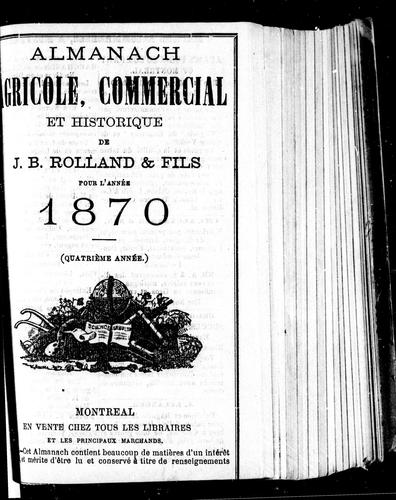 ALMANACH
GRICOLE, COMMERCIAL
ET HISTORIQUE
DE
J. B. ROLLAND & FILS
POUR L'ANNÉE
1870
(QUATRIÈME ANNÉE.)
MONTREAL
EN VENTE CHEZ TOUS LES LIBRAIRES
ET LES PRINCIPAUX MARCHANDS.
Cet Almanach contient beaucoup de matières d'un intérêt
mérite d'être lu et conservé à titre de renseignements